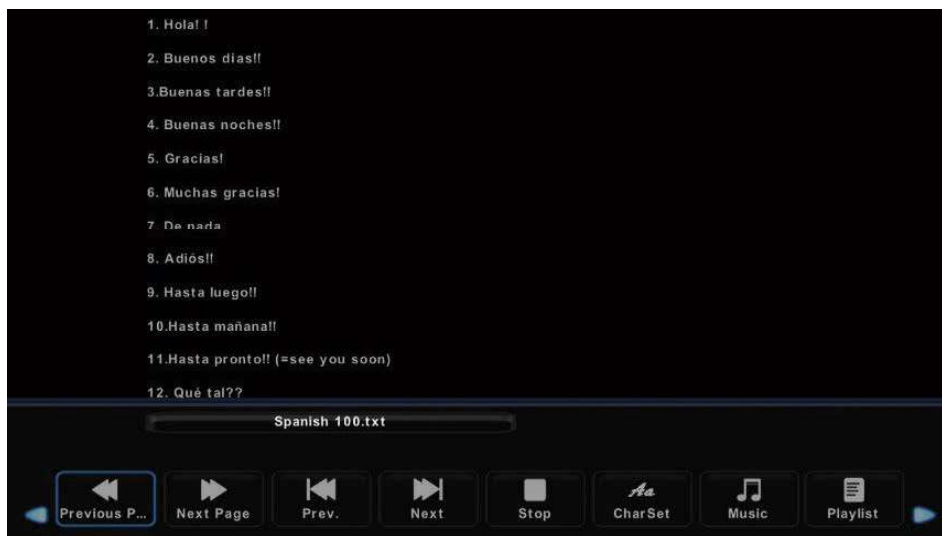 1. Hola! !
2. Buenos dias!!
3.Buenas tardes!!
4. Buenas noches!!
5. Gracias!
6. Muchas gracias!
7. De nada
8. Adiós!!
9. Hasta luego!!
10.Hasta mañana!!
11.Hasta pronto!! (=see you soon)
12. Qué tal??
Spanish 100.txt
Previous P... Next Page Prev. Next Stop Aa CharSet Music Playlist